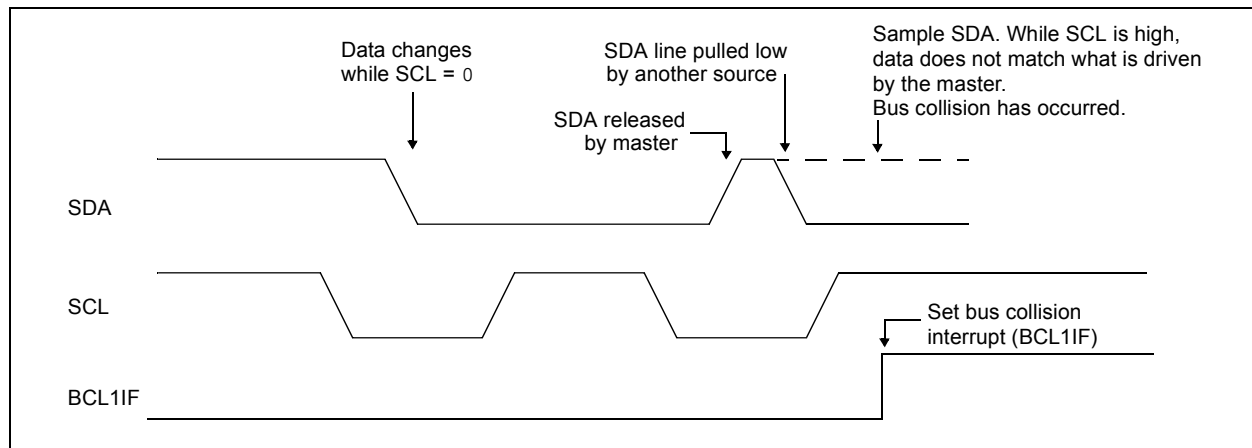 Data changes
while SCL = 0
SDA line pulled low
by another source
Sample SDA. While SCL is high,
data does not match what is driven
by the master.
Bus collision has occurred.
SDA released
by master
SDA
SCL
Set bus collision
interrupt (BCL1IF)
BCL1IF